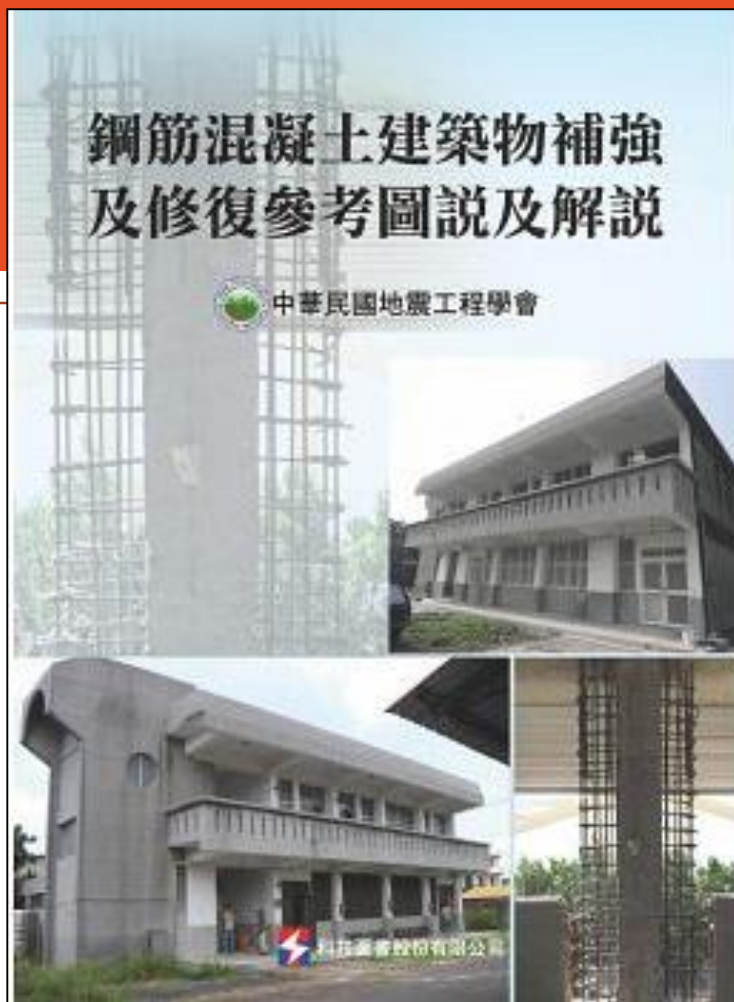 鋼筋混凝土建築物補強
及修復參考圖説及解説
中華民國地震工程學會
科技圖書股份有限公司